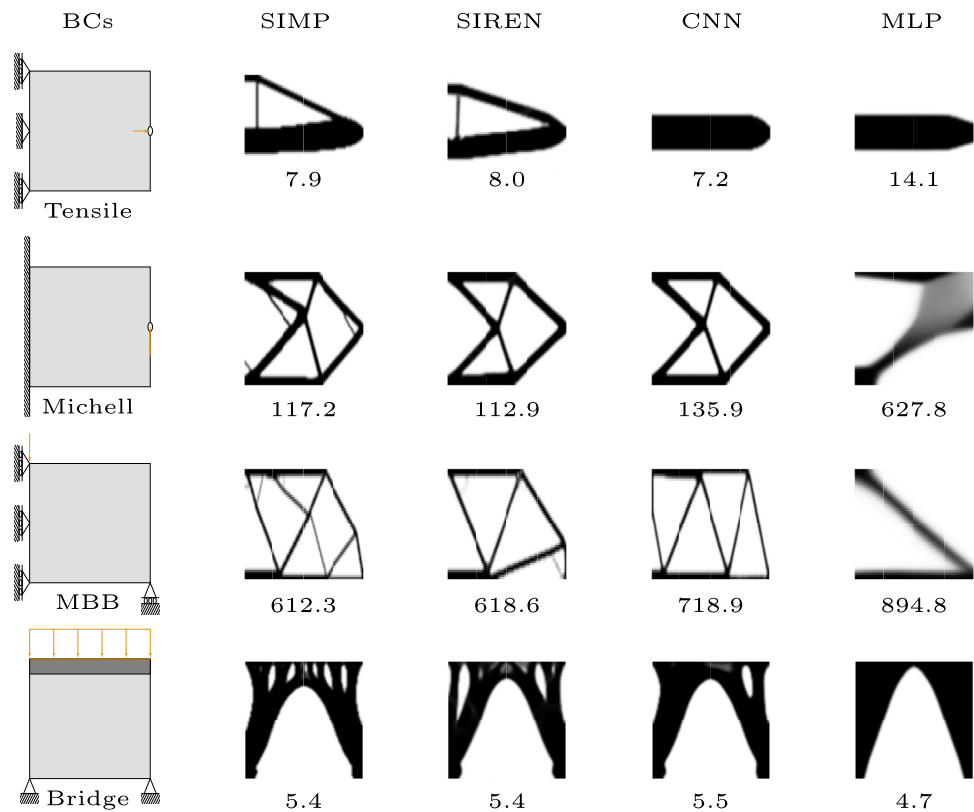 BCs SIMP SIREN CNN MLP
7.9 8.0 7.2 14.1
Tensile
Michell 117.2 112.9 135.9 627.8
MBB 612.3 618.6 718.9 894.8
Bridge 5.4 5.4 5.5 4.7